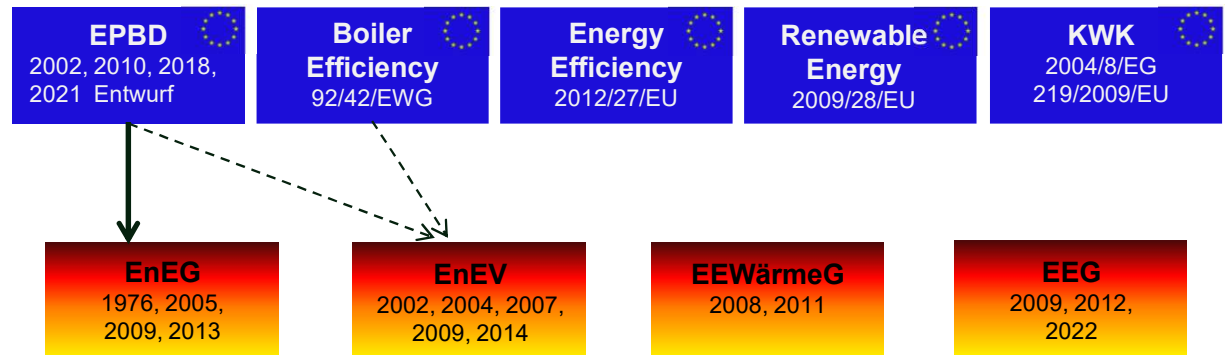 EPBD
2002, 2010, 2018,
2021 Entwurf
Boiler
Efficiency
92/42/EWG
Energy
Efficiency
2012/27/EU
Renewable
Energy
2009/28/EU
KWK
2004/8/EG
219/2009/EU
EnEG
1976, 2005,
2009, 2013
EnEV
2002, 2004, 2007,
2009, 2014
EEWärmeG
2008, 2011
EEG
2009, 2012,
2022